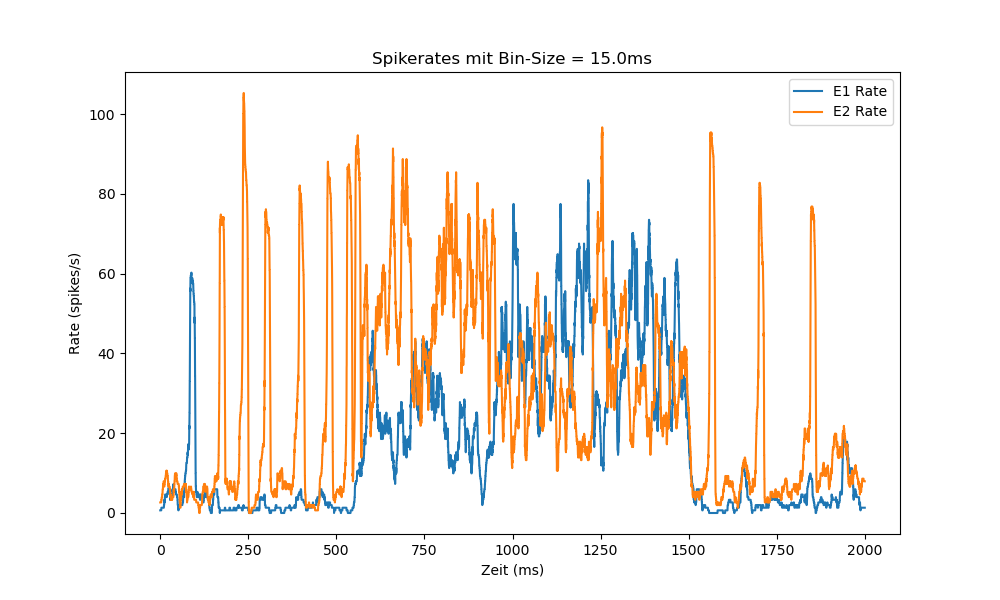 Spikerates mit Bin-Size = 15.0ms
E1 Rate
E2 Rate
Rate (spikes/s)
100
80
60
40
20
0
0 250 500 750 1000 1250 1500 1750 2000
Zeit (ms)